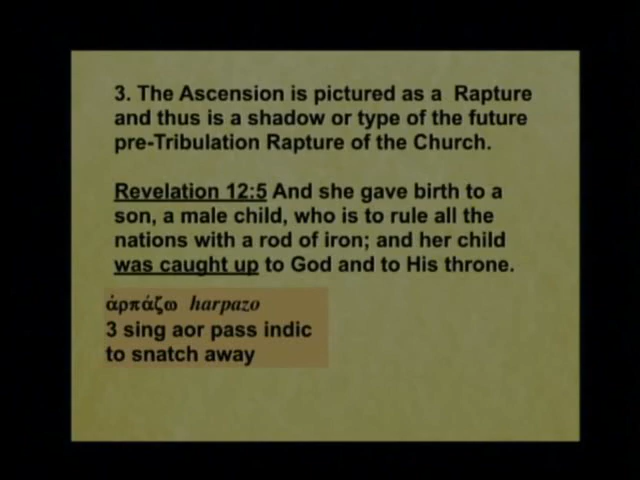 3. The Ascension is pictured as a Rapture
and thus is a shadow or type of the future
pre-Tribulation Rapture of the Church.
Revelation 12:5 And she gave birth to a
son, a male child, who is to rule all the
nations with a rod of iron; and her child
was caught up to God and to His throne.
ἁρπάζω harpazo
3 sing aor pass indic
to snatch away